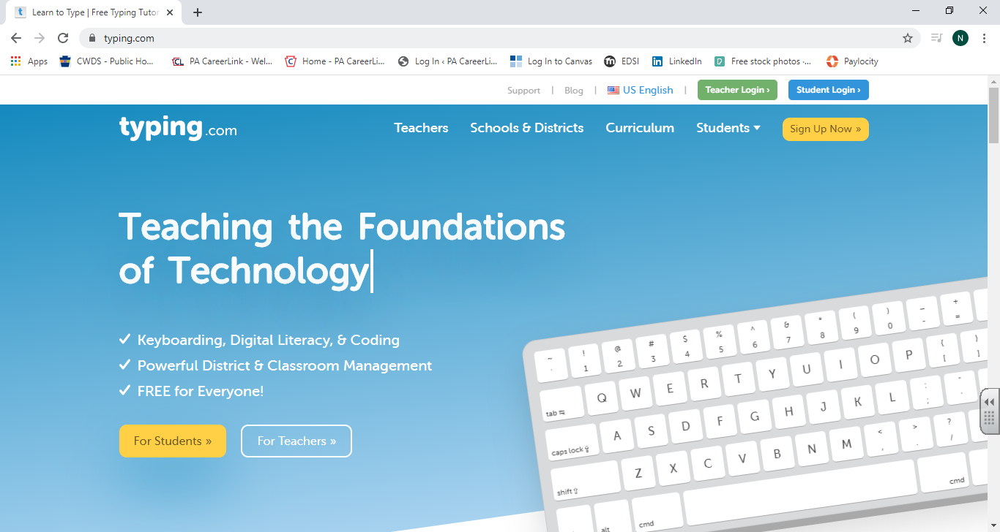 Learn to Type | Free Typing Tutor
typing.com
N
Apps
CWDS - Public Ho...
PA CareerLink - Wel...
Home - PA CareerLi...
Log In ‹ PA CareerLi...
Log In to Canvas
EDSI
LinkedIn
Free stock photos ·...
Paylocity
Support | Blog | US English | Teacher Login › Student Login ›
typing.com
Teachers Schools & Districts Curriculum Students Sign Up Now »
Teaching the Foundations
of Technology
Keyboarding, Digital Literacy, & Coding
Powerful District & Classroom Management
FREE for Everyone!
For Students » For Teachers »
~ ! @ # $ % ^ & * ( ) – +
` 1 2 3 4 5 6 7 8 9 0 - =
tab Q W E R T Y U I O P { [ } ]
caps lock A S D F G H J K L : ;
shift Z X C V B N M < , > . ? /
alt cmd cmd